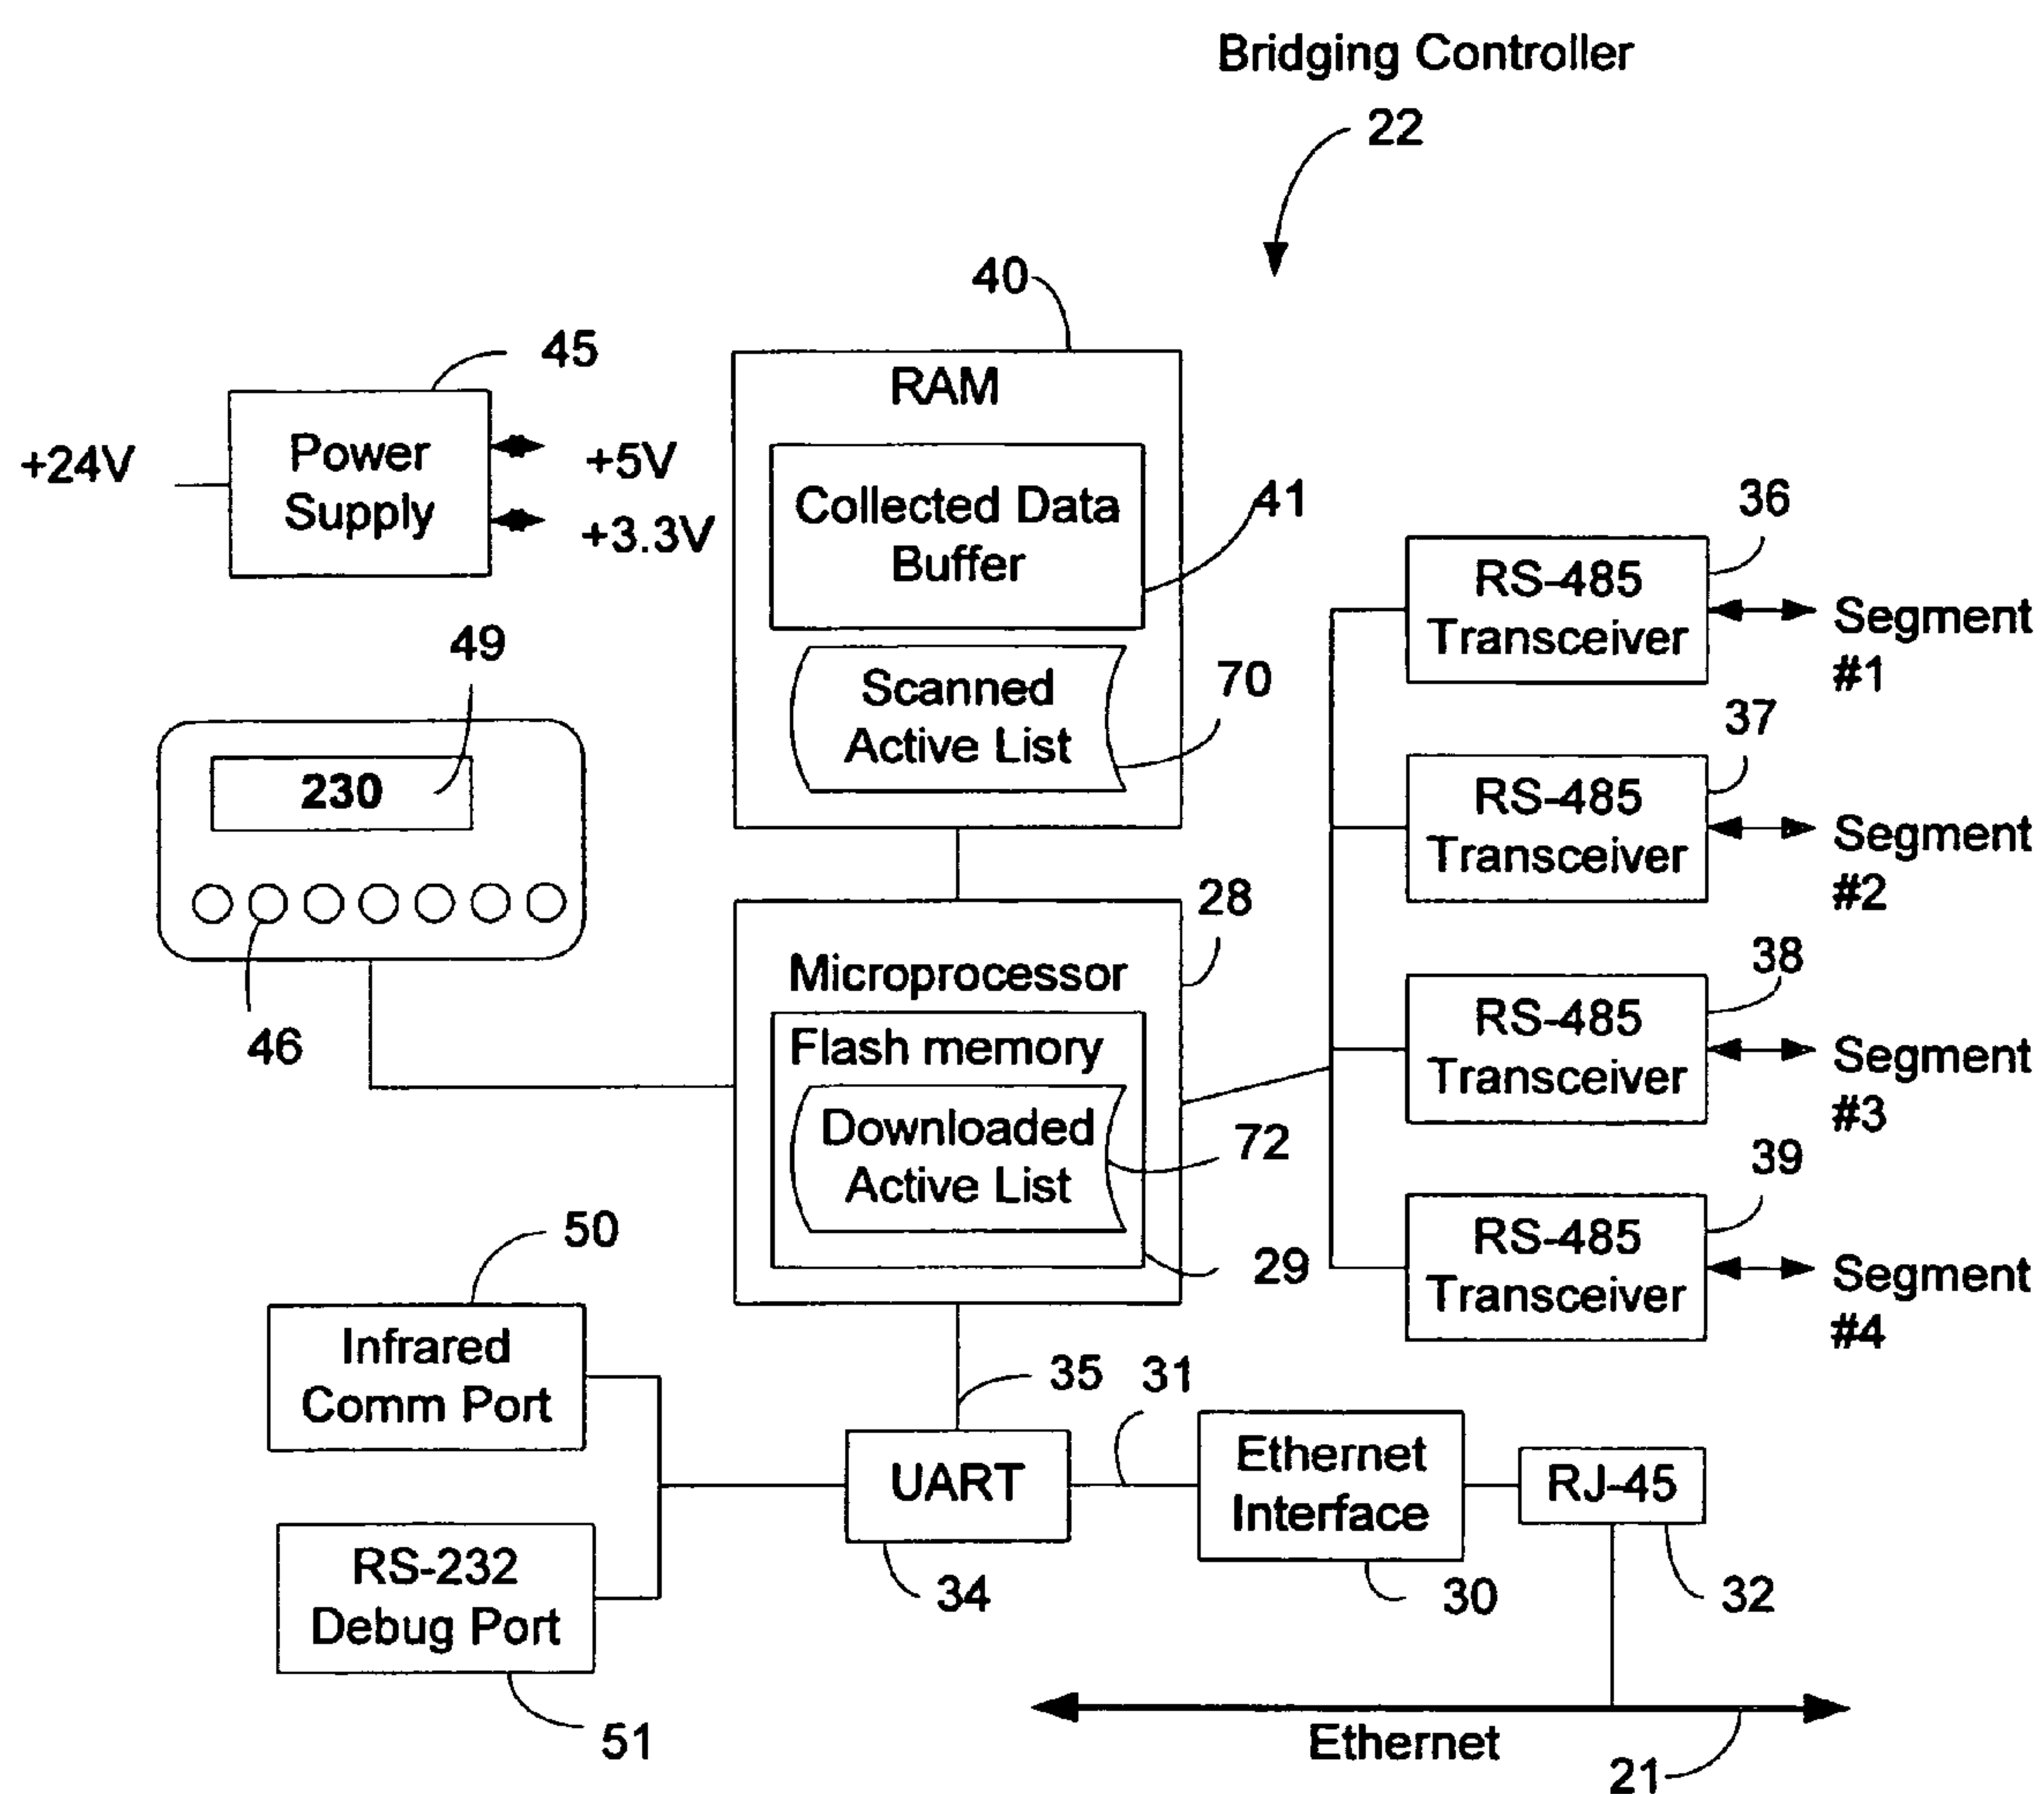 Bridging Controller
22
40
45
RAM
Power
Supply
+24V
+5V
+3.3V
Collected Data
Buffer
41
Scanned
Active List
70
49
230
46
36
RS-485
Transceiver
Segment
#1
37
RS-485
Transceiver
Segment
#2
38
RS-485
Transceiver
Segment
#3
39
RS-485
Transceiver
Segment
#4
28
Microprocessor
Flash memory
Downloaded
Active List
72
29
50
Infrared
Comm Port
35
31
UART
34
Ethernet
Interface
30
RJ-45
32
RS-232
Debug Port
51
Ethernet
21